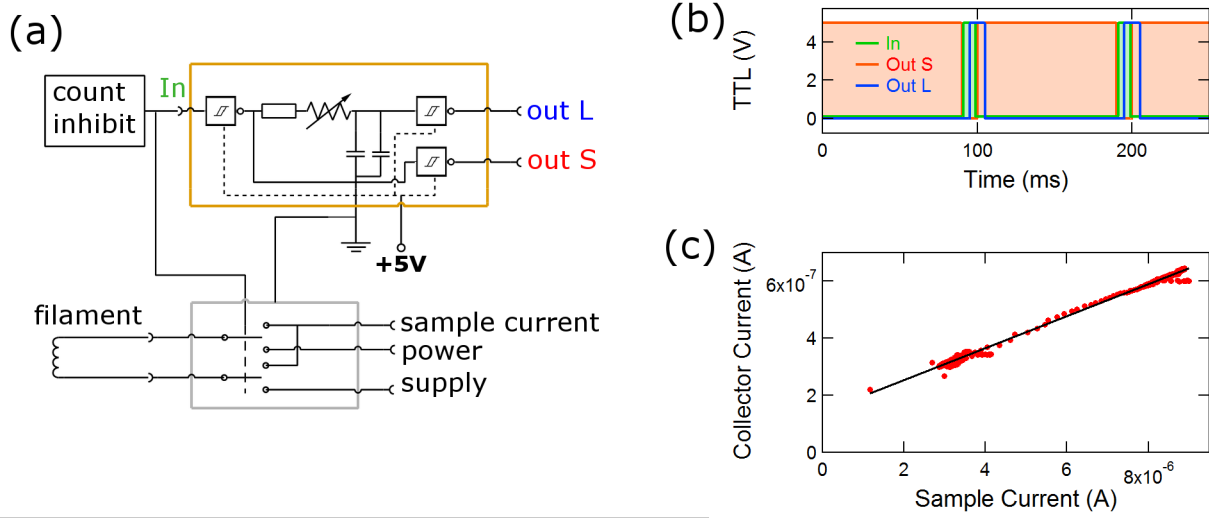 (a)
count
inhibit
In
out L
out S
+5V
filament
sample current
power
supply
(b)
TTL (V)
4
2
0
In
Out S
Out L
0
100
200
Time (ms)
(c)
Collector Current (A)
6x10⁻⁷
4
2
0
0
2
4
6
8x10⁻⁶
Sample Current (A)